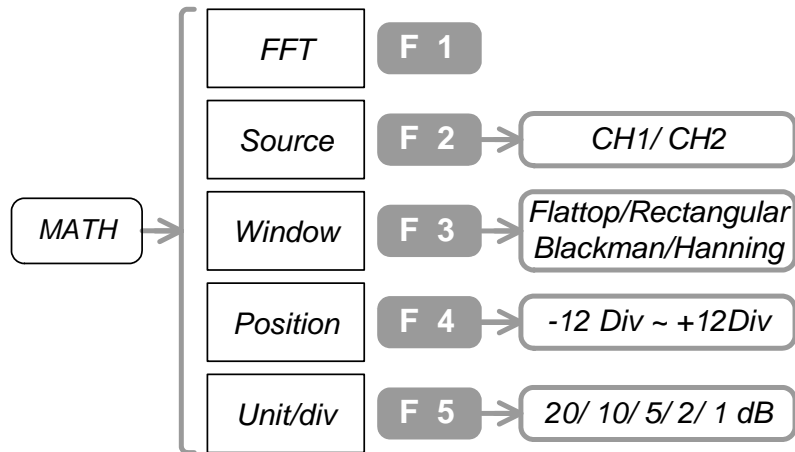 FFT F 1
Source F 2 CH1/ CH2
MATH
Window F 3 Flattop/Rectangular
Blackman/Hanning
Position F 4 -12 Div ~ +12Div
Unit/div F 5 20/ 10/ 5/ 2/ 1 dB